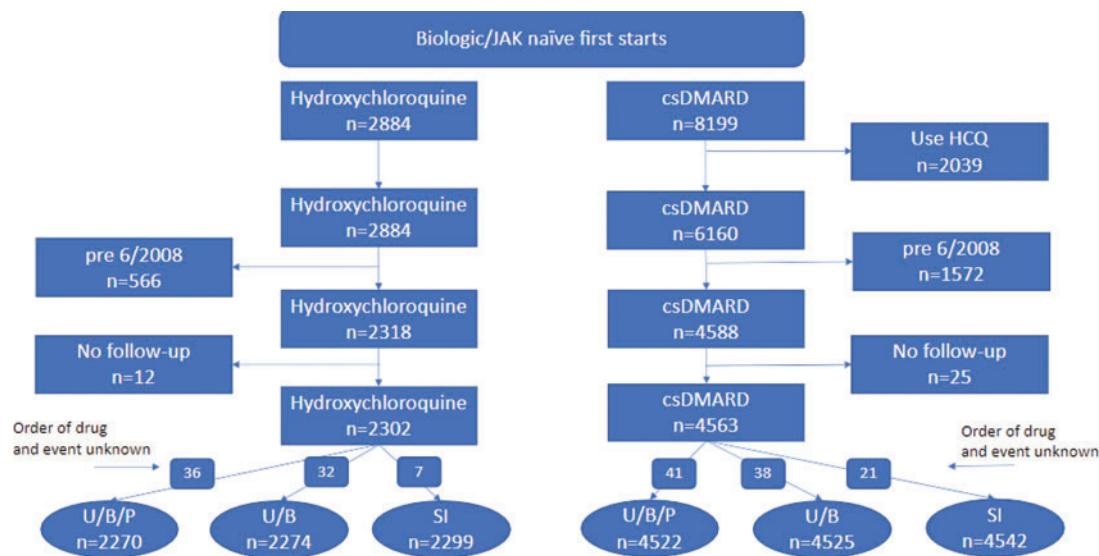 Biologic/JAK naïve first starts
Hydroxychloroquine
n=2884
csDMARD
n=8199
Use HCQ
n=2039
Hydroxychloroquine
n=2884
csDMARD
n=6160
pre 6/2008
n=566
pre 6/2008
n=1572
Hydroxychloroquine
n=2318
csDMARD
n=4588
No follow-up
n=12
No follow-up
n=25
Hydroxychloroquine
n=2302
csDMARD
n=4563
Order of drug
and event unknown
Order of drug
and event unknown
36
32
7
41
38
21
U/B/P
n=2270
U/B
n=2274
SI
n=2299
U/B/P
n=4522
U/B
n=4525
SI
n=4542